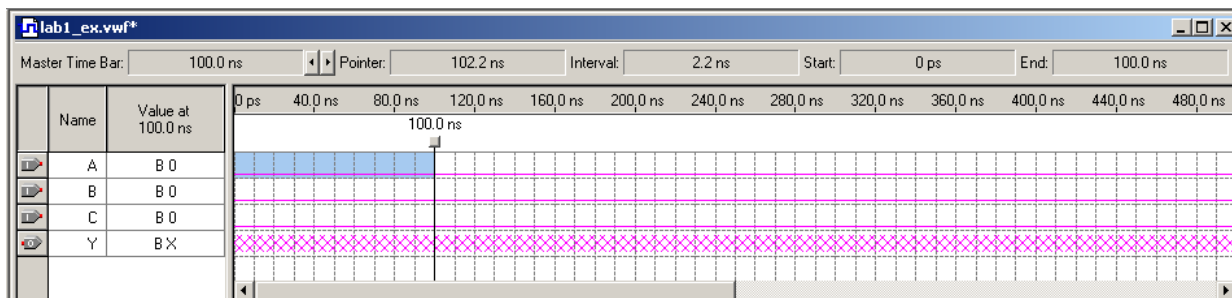 lab1_ex.vwf*
Master Time Bar: 100.0 ns Pointer: 102.2 ns Interval: 2.2 ns Start: 0 ps End: 100.0 ns
Name Value at 100.0 ns
0 ps 40.0 ns 80.0 ns 120.0 ns 160.0 ns 200.0 ns 240.0 ns 280.0 ns 320.0 ns 360.0 ns 400.0 ns 440.0 ns 480.0 ns
100.0 ns
A B 0
B B 0
C B 0
Y B X